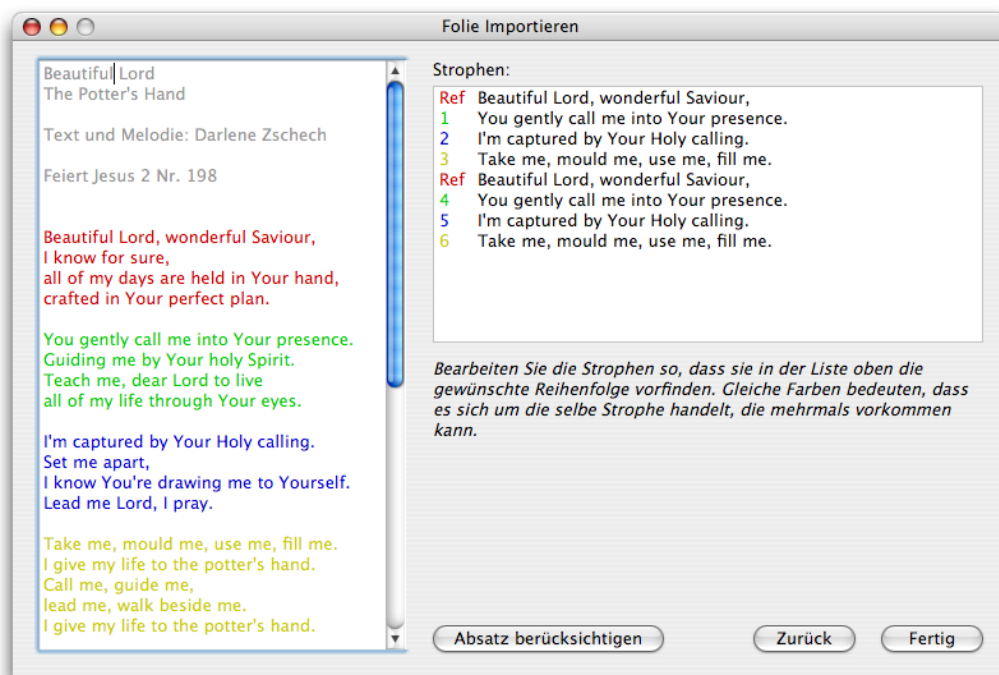 Folie Importieren
Beautiful Lord
The Potter's Hand
Text und Melodie: Darlene Zschech
Feiert Jesus 2 Nr. 198
Beautiful Lord, wonderful Saviour,
I know for sure,
all of my days are held in Your hand,
crafted in Your perfect plan.
You gently call me into Your presence.
Guiding me by Your holy Spirit.
Teach me, dear Lord to live
all of my life through Your eyes.
I'm captured by Your Holy calling.
Set me apart,
I know You're drawing me to Yourself.
Lead me Lord, I pray.
Take me, mould me, use me, fill me.
I give my life to the potter's hand.
Call me, guide me,
lead me, walk beside me.
I give my life to the potter's hand.
Strophen:
Ref Beautiful Lord, wonderful Saviour,
1 You gently call me into Your presence.
2 I'm captured by Your Holy calling.
3 Take me, mould me, use me, fill me.
Ref Beautiful Lord, wonderful Saviour,
4 You gently call me into Your presence.
5 I'm captured by Your Holy calling.
6 Take me, mould me, use me, fill me.
Bearbeiten Sie die Strophen so, dass sie in der Liste oben die
gewünschte Reihenfolge vorfinden. Gleiche Farben bedeuten, dass
es sich um die selbe Strophe handelt, die mehrmals vorkommen
kann.
Absatz berücksichtigen
Zurück
Fertig